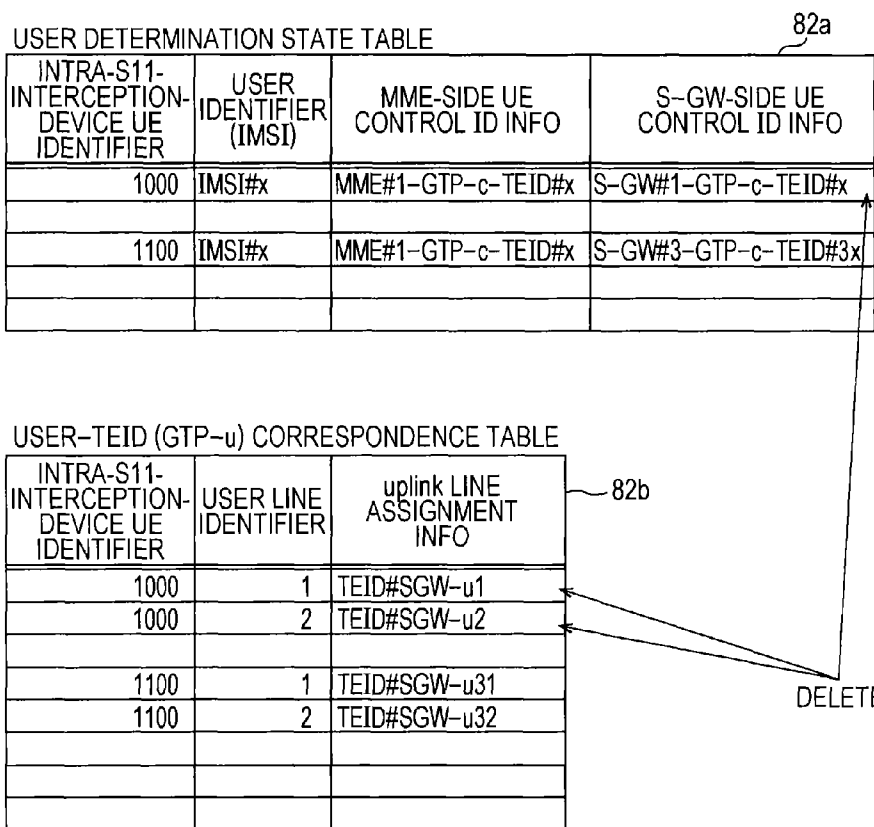 82a
USER DETERMINATION STATE TABLE
INTRA-S11-
INTERCEPTION-
DEVICE UE
IDENTIFIER
USER
IDENTIFIER
(IMSI)
MME-SIDE UE
CONTROL ID INFO
S-GW-SIDE UE
CONTROL ID INFO
1000 IMSI#x MME#1-GTP-c-TEID#x S-GW#1-GTP-c-TEID#x
1100 IMSI#x MME#1-GTP-c-TEID#x S-GW#3-GTP-c-TEID#3x
USER-TEID (GTP-u) CORRESPONDENCE TABLE
INTRA-S11-
INTERCEPTION-
DEVICE UE
IDENTIFIER
USER LINE
IDENTIFIER
uplink LINE
ASSIGNMENT
INFO
82b
1000 1 TEID#SGW-u1
1000 2 TEID#SGW-u2
1100 1 TEID#SGW-u31
1100 2 TEID#SGW-u32
DELETE